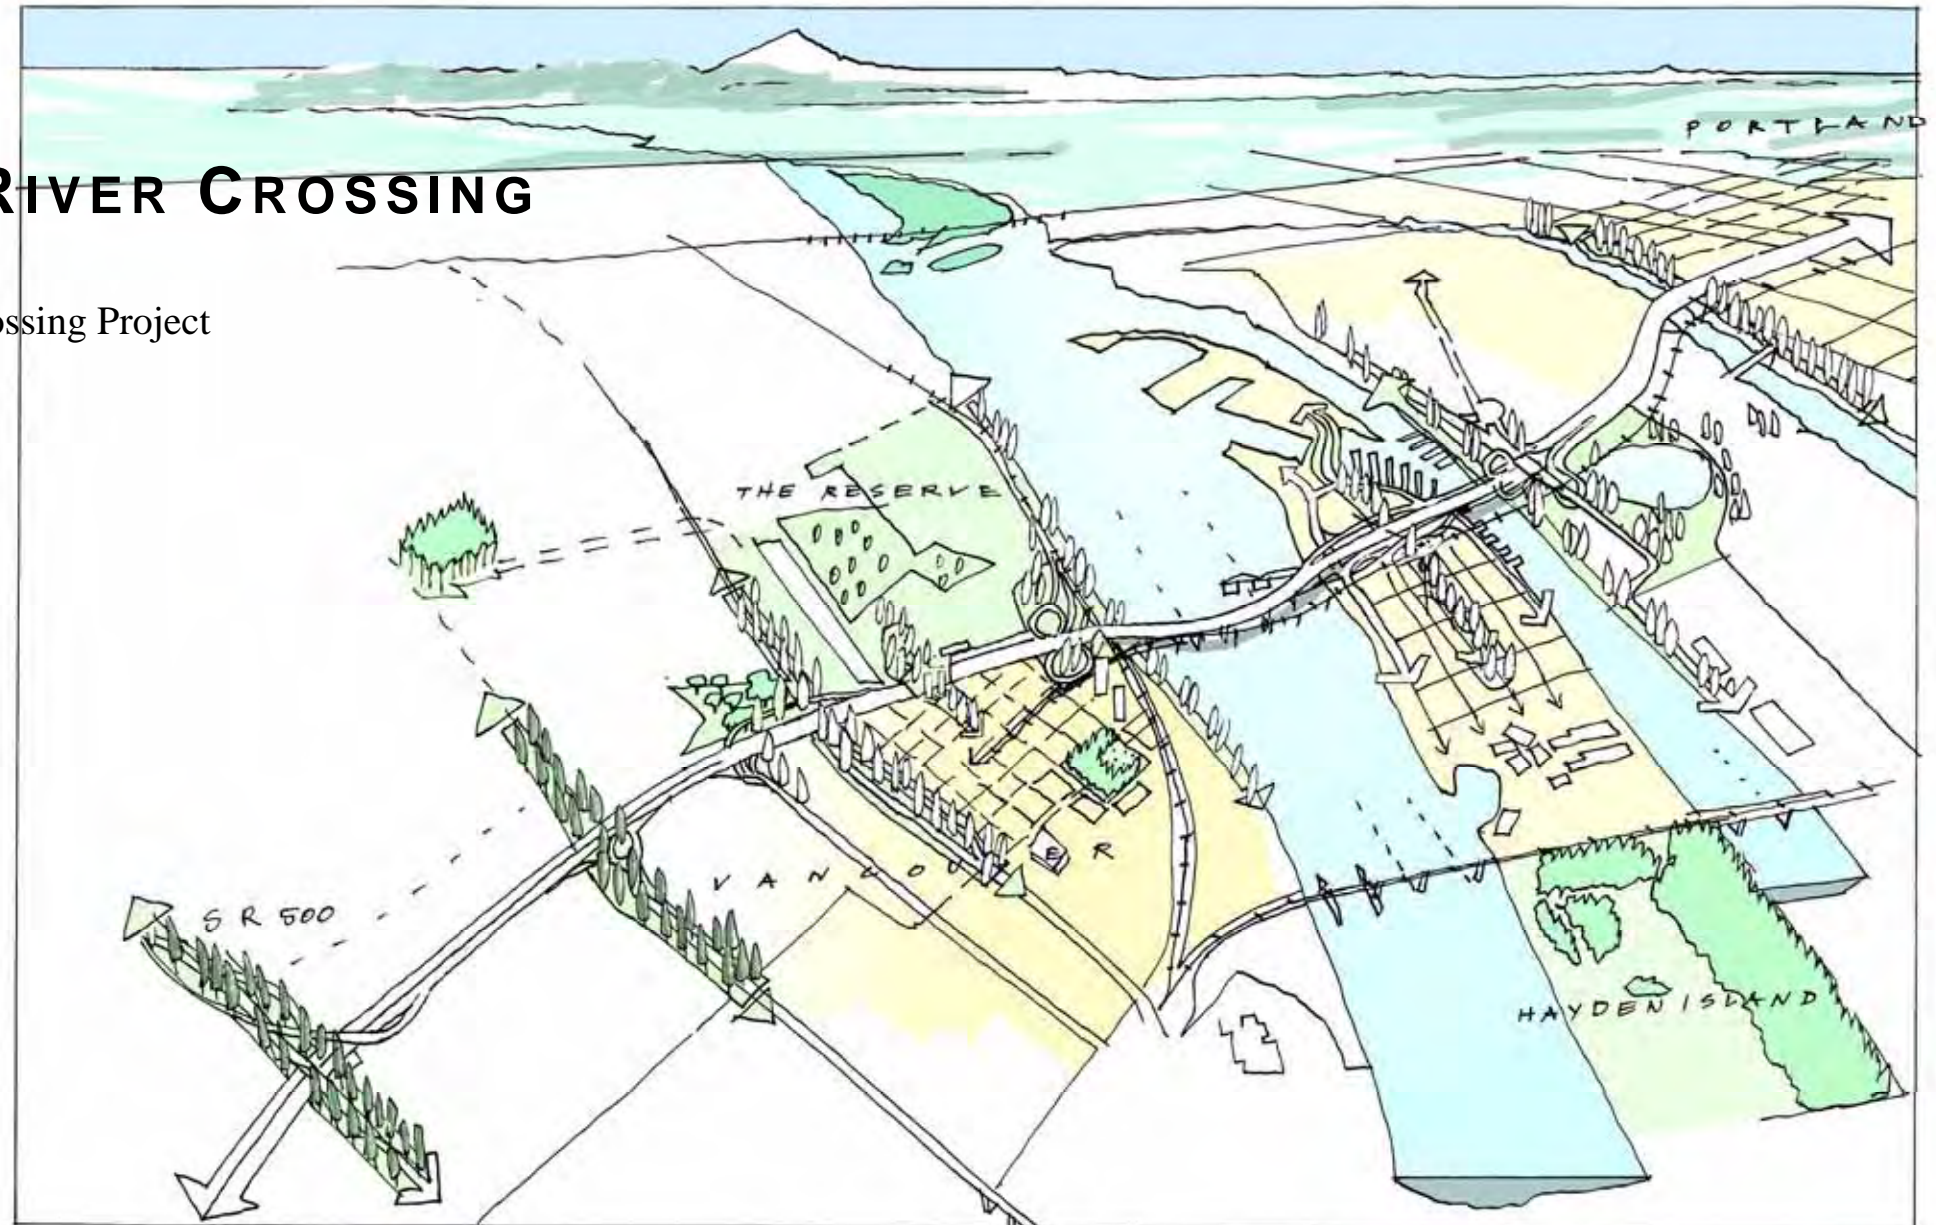 RIVER CROSSING
ossing Project
PORTLAND
THE RESERVE
SR 500
VANCOUVER
HAYDEN ISLAND